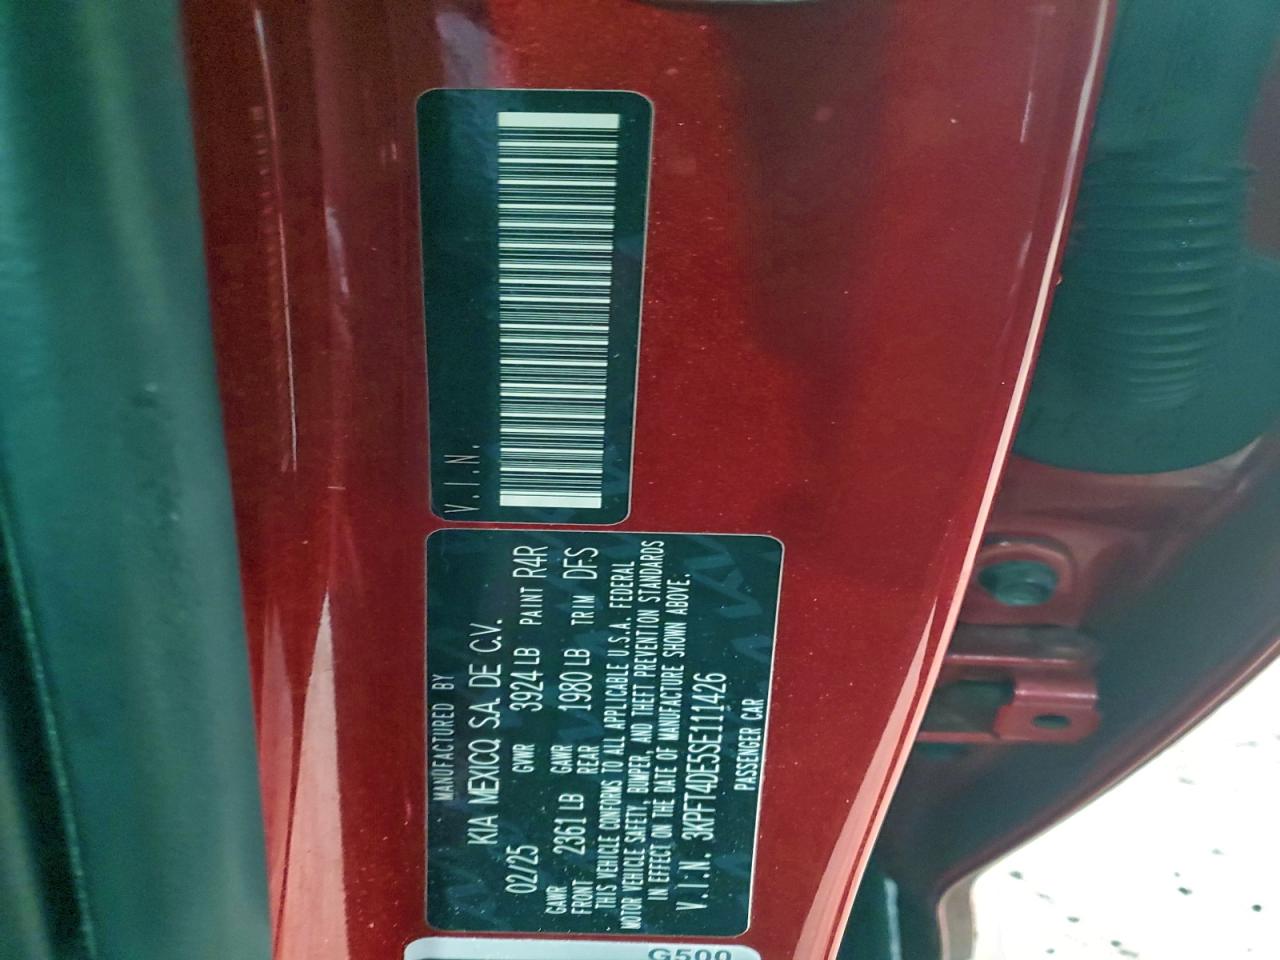 V.I.N.
MANUFACTURED BY
KIA MEXICO, S.A. DE C.V.
02/25 GVWR 3924 LB PAINT R4R
GAWR FRONT 2361 LB GAWR REAR 1980 LB TRIM DFS
THIS VEHICLE CONFORMS TO ALL APPLICABLE U.S.A. FEDERAL
MOTOR VEHICLE SAFETY, BUMPER, AND THEFT PREVENTION STANDARDS
IN EFFECT ON THE DATE OF MANUFACTURE SHOWN ABOVE.
V.I.N. 3KPFT4DE5SE111426
PASSENGER CAR
G500